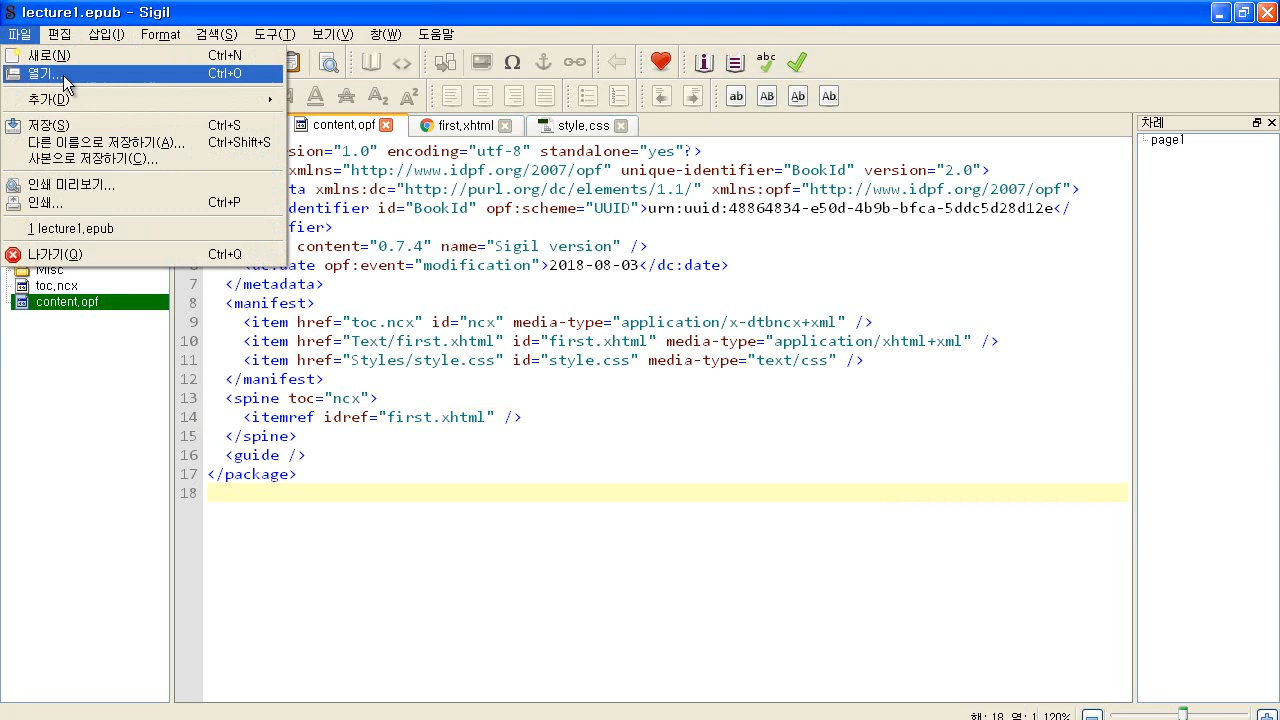 lecture1.epub - Sigil
파일 편집 삽입(I) Format 검색(S) 도구(T) 보기(V) 창(W) 도움말
새로(N) Ctrl+N
열기... Ctrl+O
추가(D)
저장(S) Ctrl+S
다른 이름으로 저장하기(A)... Ctrl+Shift+S
사본으로 저장하기(C)...
인쇄 미리보기...
인쇄... Ctrl+P
1 lecture1.epub
나가기(Q) Ctrl+Q
Misc
toc.ncx
content.opf
content.opf first.xhtml style.css
sion="1.0" encoding="utf-8" standalone="yes"?>
xmlns="http://www.idpf.org/2007/opf" unique-identifier="BookId" version="2.0">
ata xmlns:dc="http://purl.org/dc/elements/1.1/" xmlns:opf="http://www.idpf.org/2007/opf">
dentifier id="BookId" opf:scheme="UUID">urn:uuid:48864834-e50d-4b9b-bfca-5ddc5d28d12e</
ifier>
content="0.7.4" name="Sigil version" />
<dc:date opf:event="modification">2018-08-03</dc:date>
7 </metadata>
8 <manifest>
9 <item href="toc.ncx" id="ncx" media-type="application/x-dtbncx+xml" />
10 <item href="Text/first.xhtml" id="first.xhtml" media-type="application/xhtml+xml" />
11 <item href="Styles/style.css" id="style.css" media-type="text/css" />
12 </manifest>
13 <spine toc="ncx">
14 <itemref idref="first.xhtml" />
15 </spine>
16 <guide />
17 </package>
18
차례
page1
행: 18, 열: 1 120%